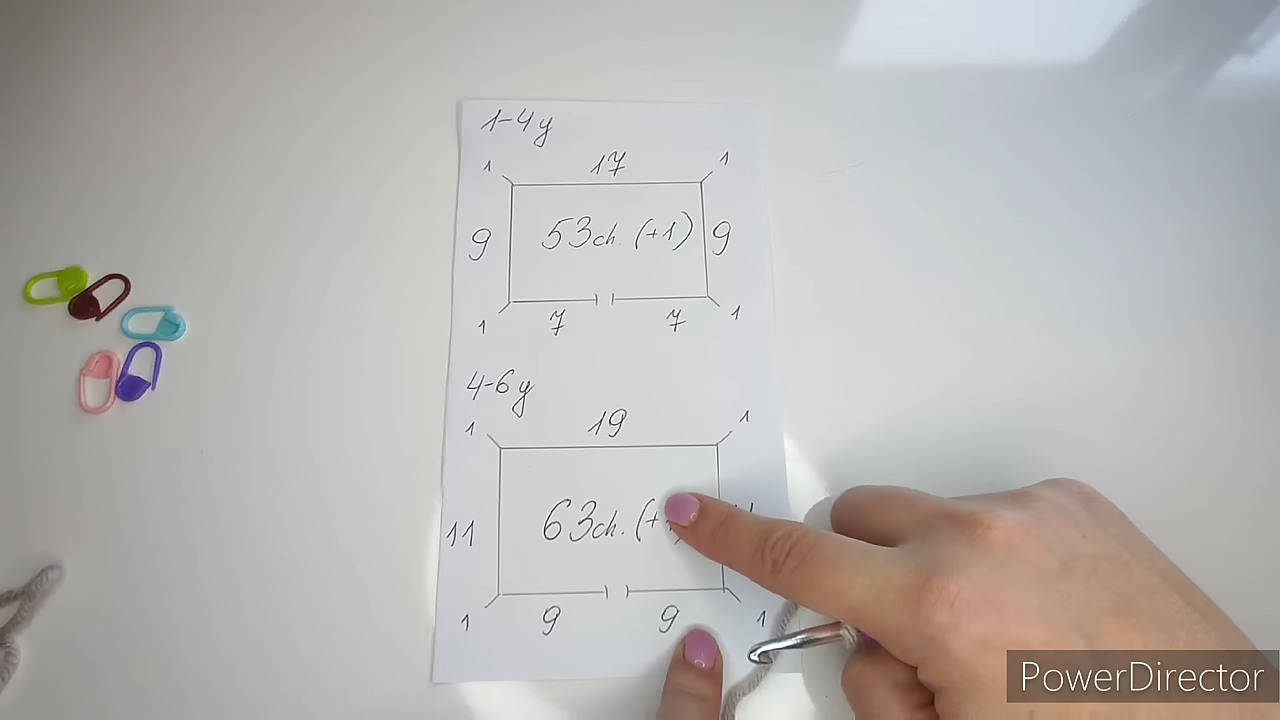 1-4y
1 17 1
9 53ch. (+1) 9
1 7 7 1
4-6y
1 19 1
11 63ch. (+
1 9 9 1
PowerDirector